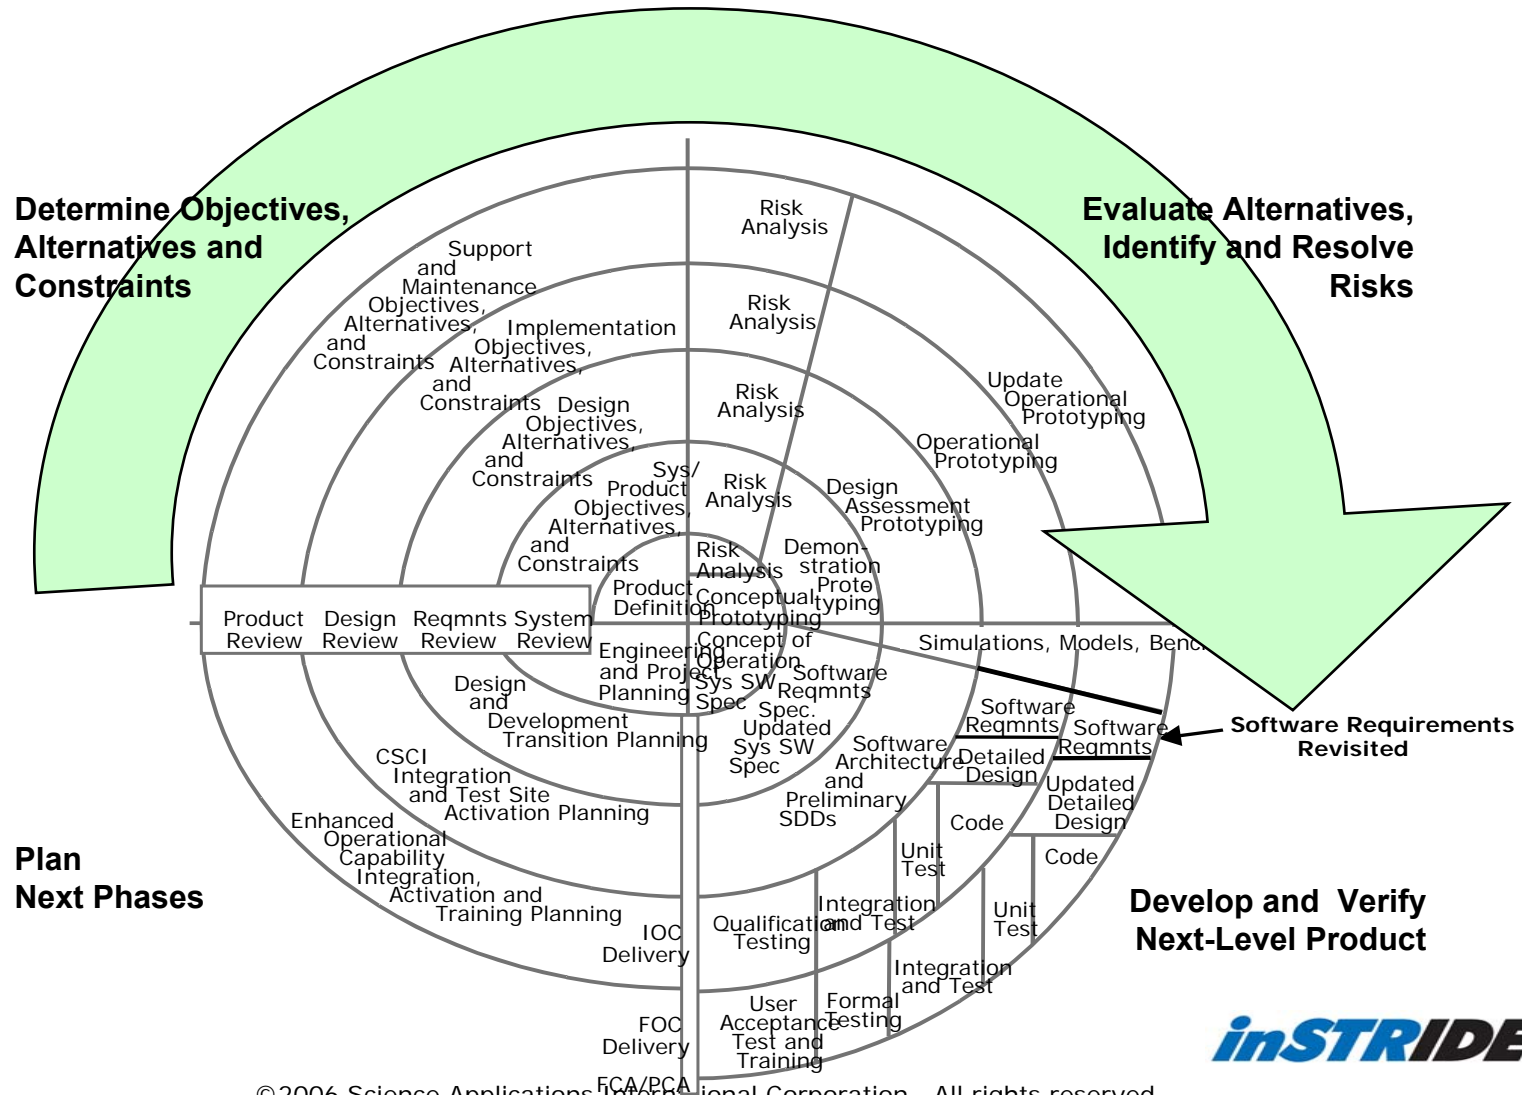 Determine Objectives,
Alternatives and
Constraints
Evaluate Alternatives,
Identify and Resolve
Risks
Support
and
Maintenance
Objectives,
Alternatives,
and
Constraints
Implementation
Objectives,
Alternatives,
and
Constraints
Design
Objectives,
Alternatives,
and
Constraints
Sys/
Product
Objectives,
Alternatives,
and
Constraints
Product
Definition
Risk
Analysis
Risk
Analysis
Risk
Analysis
Risk
Analysis
Risk
Analysis
Update
Operational
Prototyping
Operational
Prototyping
Design
Assessment
Prototyping
Demon-
stration
Proto
typing
Conceptual
Prototyping
Product
Review
Design
Review
Reqmnts
Review
System
Review
Concept of
Operation
Sys SW
Spec
Simulations, Models,
Software
Reqmnts
Spec.
Updated
Sys SW
Spec
Software
Architecture
and
Preliminary
SDDs
Software
Reqmnts
Detailed
Design
Code
Unit
Test
Integration
and Test
Qualification
Testing
Software
Reqmnts
Updated
Detailed
Design
Code
Unit
Test
Integration
and Test
Formal
Testing
User
Acceptance
Test and
Training
Software Requirements
Revisited
Engineering
and Project
Planning
Design
and
Development
Transition Planning
CSCI
Integration
and Test Site
Activation Planning
Enhanced
Operational
Capability
Integration,
Activation and
Training Planning
IOC
Delivery
FOC
Delivery
FCA/PCA
Plan
Next Phases
Develop and Verify
Next-Level Product
inSTRIDE
©2006 Science Applications International Corporation. All rights reserved